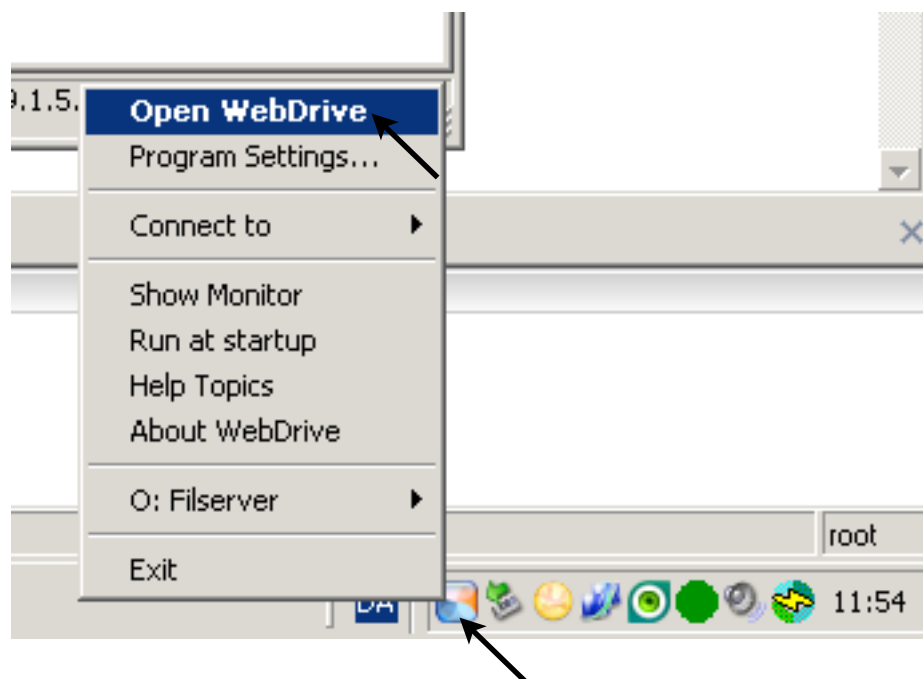 9.1.5.
Open WebDrive
Program Settings...
Connect to
Show Monitor
Run at startup
Help Topics
About WebDrive
O: Filserver
root
Exit
DA
11:54